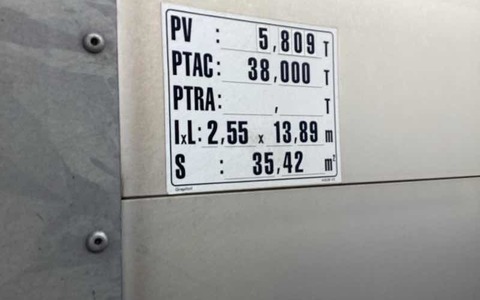 PV : 5,809 T
PTAC: 38,000 T
PTRA: , T
IxL: 2,55 x 13,89 m
S : 35,42 m²